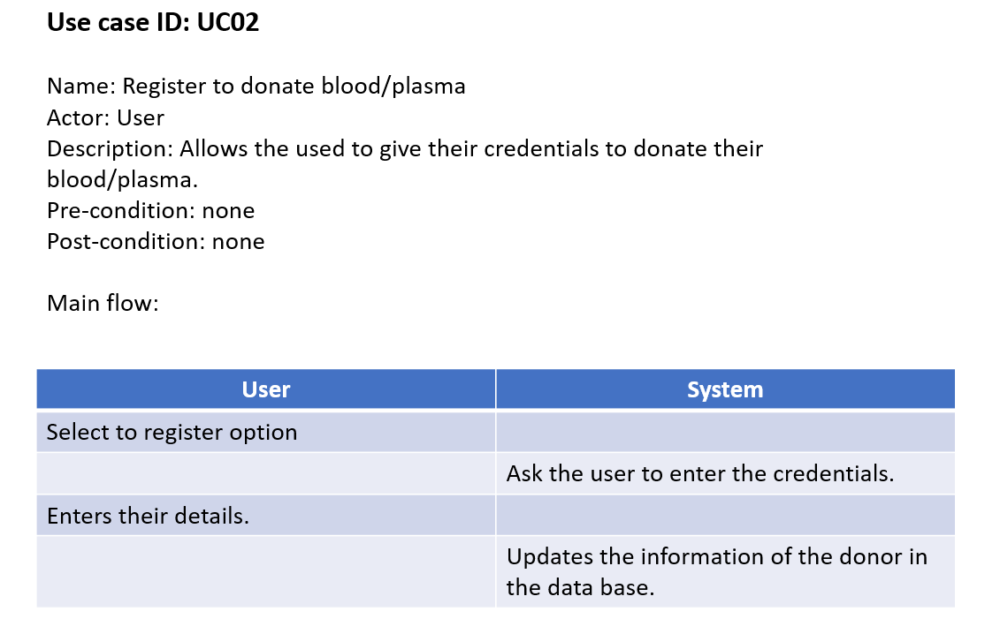 Use case ID: UC02
Name: Register to donate blood/plasma
Actor: User
Description: Allows the used to give their credentials to donate their
blood/plasma.
Pre-condition: none
Post-condition: none
Main flow:
User System
Select to register option
Ask the user to enter the credentials.
Enters their details.
Updates the information of the donor in
the data base.